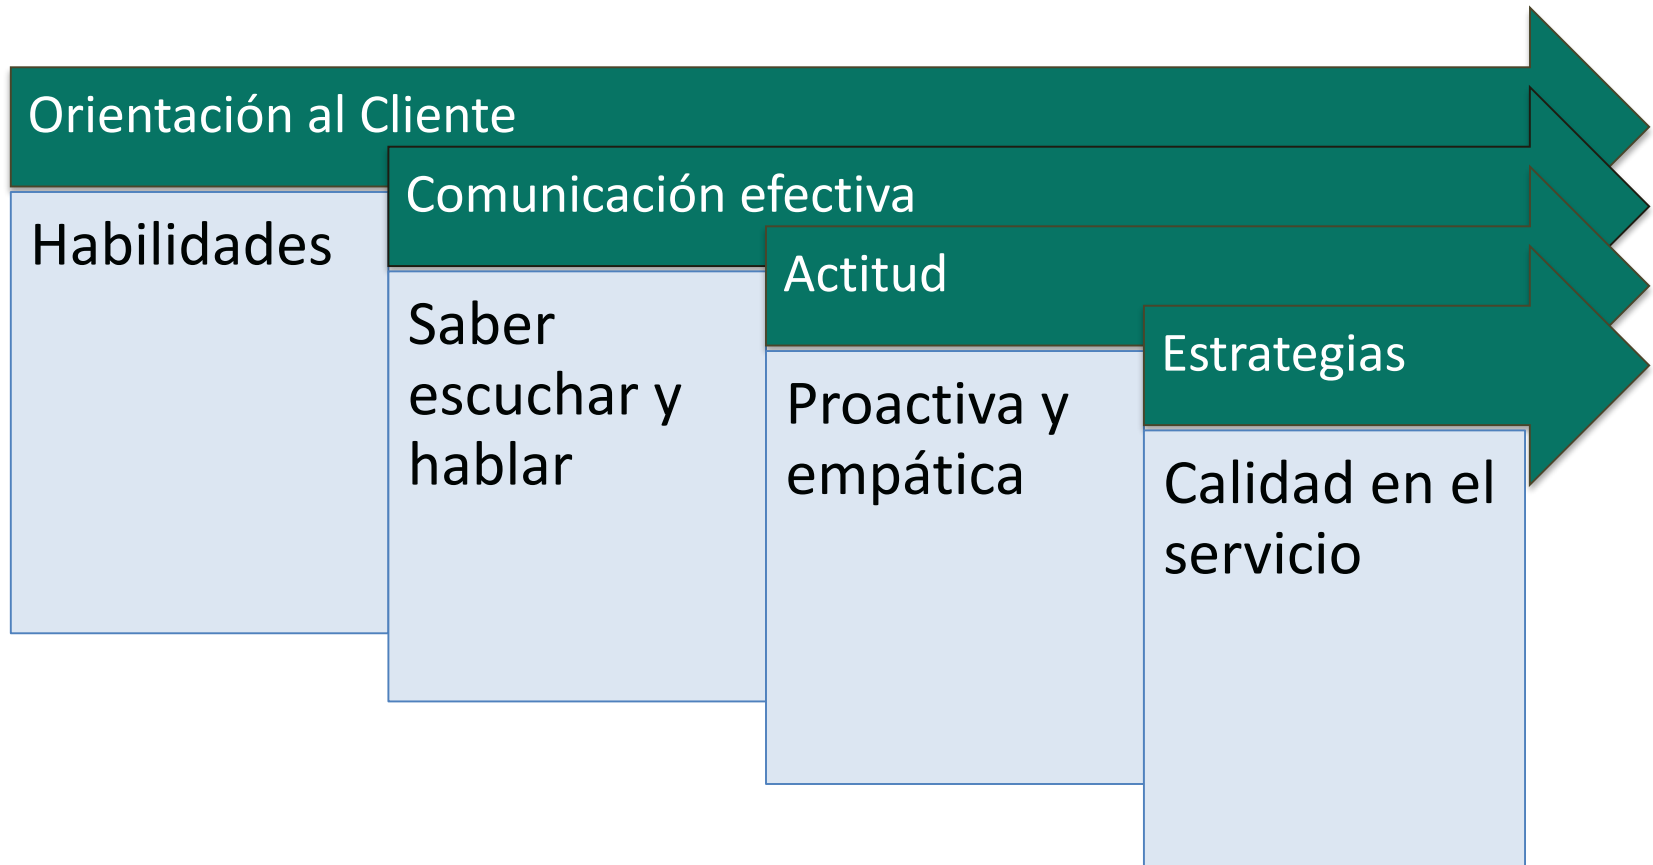 Orientación al Cliente
Habilidades
Comunicación efectiva
Saber
escuchar y
hablar
Actitud
Proactiva y
empática
Estrategias
Calidad en el
servicio